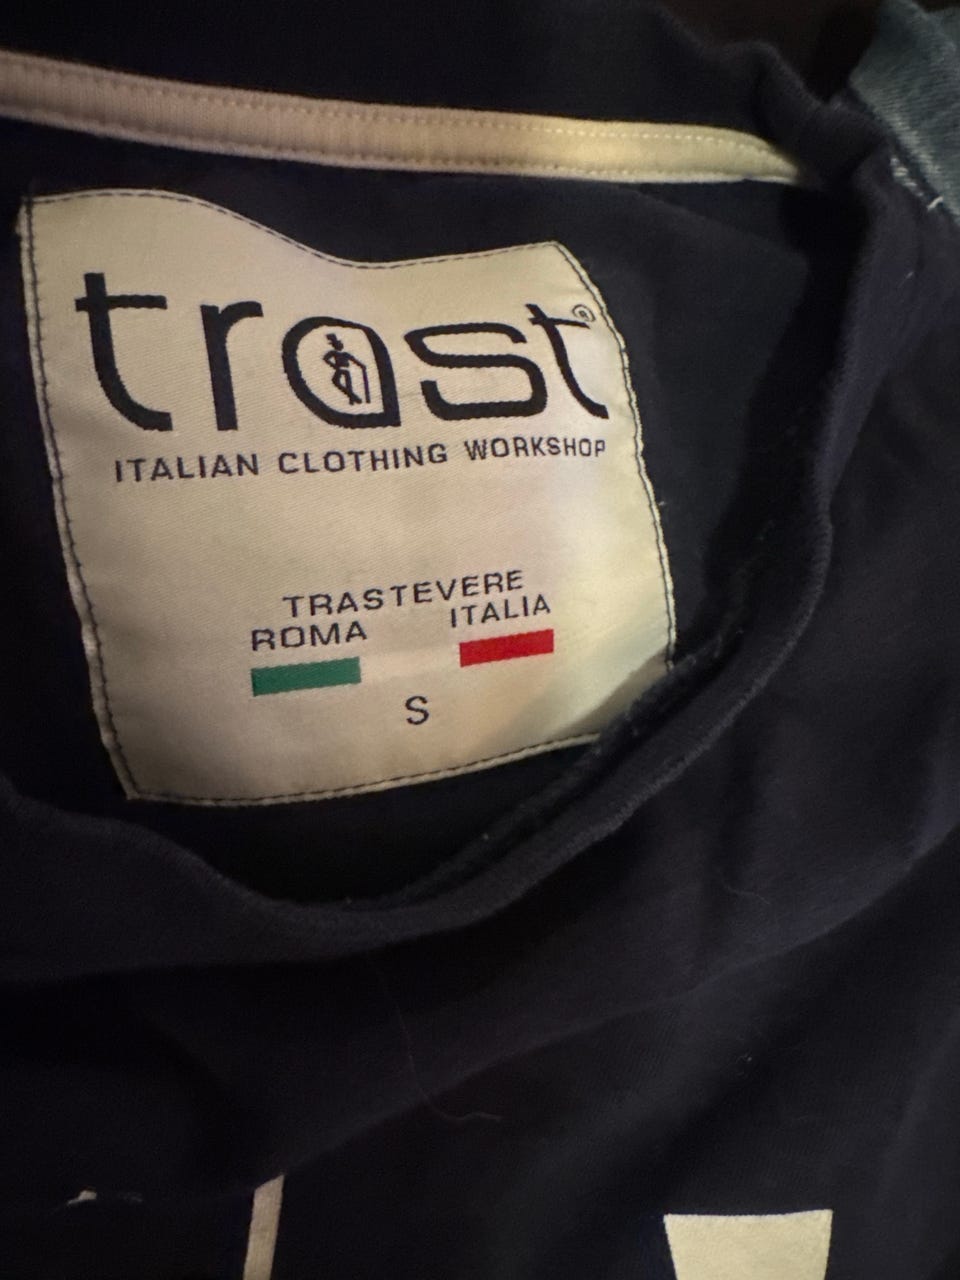 trast®
ITALIAN CLOTHING WORKSHOP
TRASTEVERE
ROMA ITALIA
S